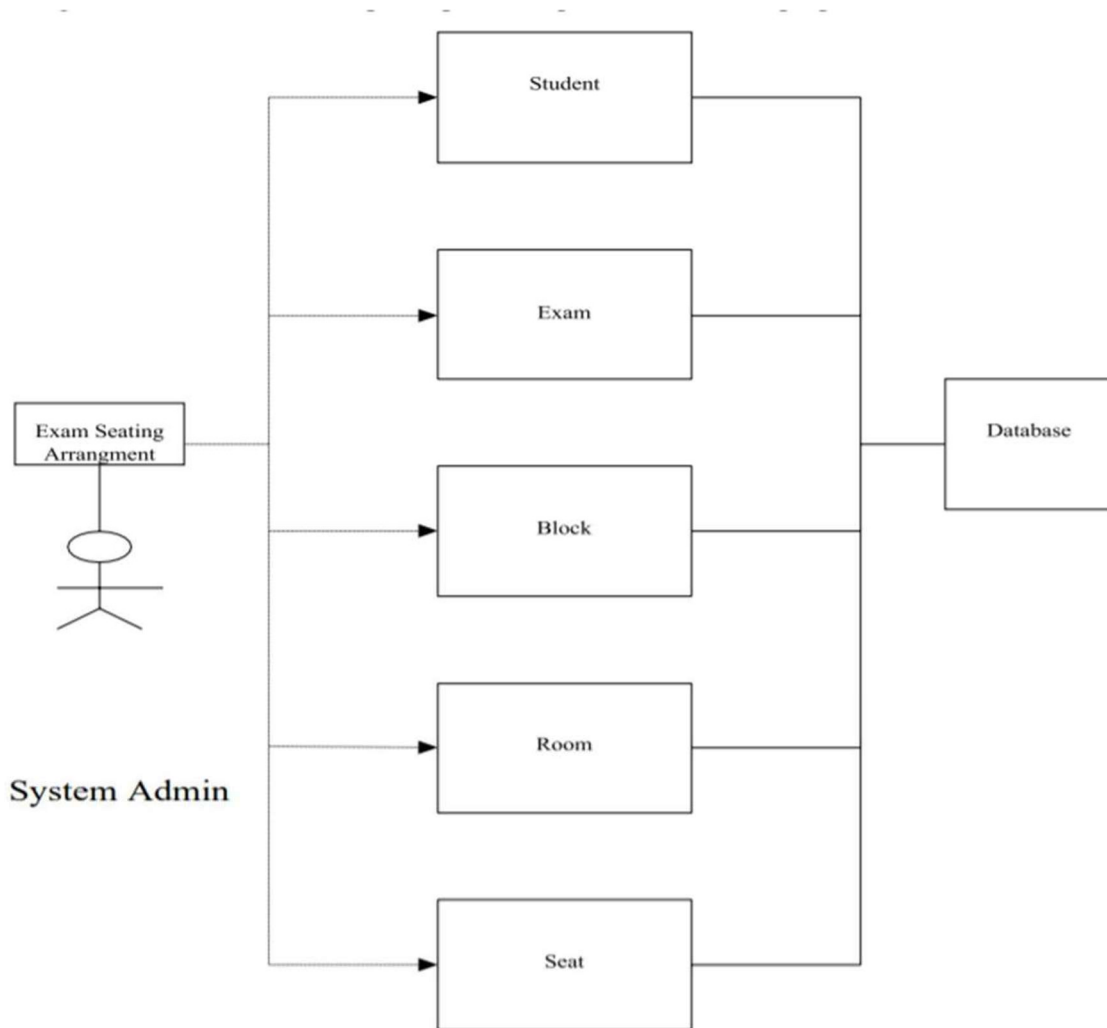 Student
Exam
Exam Seating
Arrangment
Database
Block
Room
System Admin
Seat